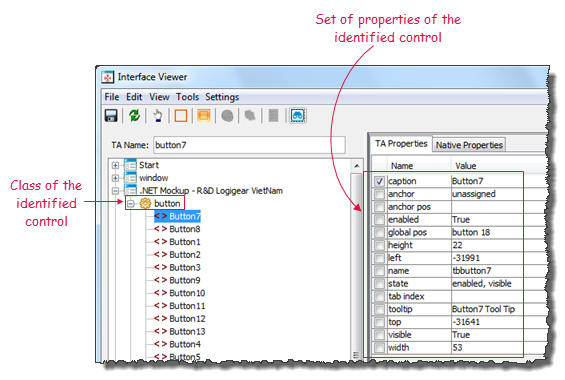 Set of properties of the
identified control
Interface Viewer
File Edit View Tools Settings
TA Name: button7
TA Properties Native Properties
Start
window
.NET Mockup - R&D Logigear VietNam
button
Button7
Button8
Button1
Button2
Button3
Button9
Button10
Button11
Button12
Button13
Button4
Button5
Class of the
identified
control
Name Value
caption Button7
anchor unassigned
anchor pos
enabled True
global pos button 18
height 22
left -31991
name tbbutton7
state enabled, visible
tab index
tooltip Button7 Tool Tip
top -31641
visible True
width 53